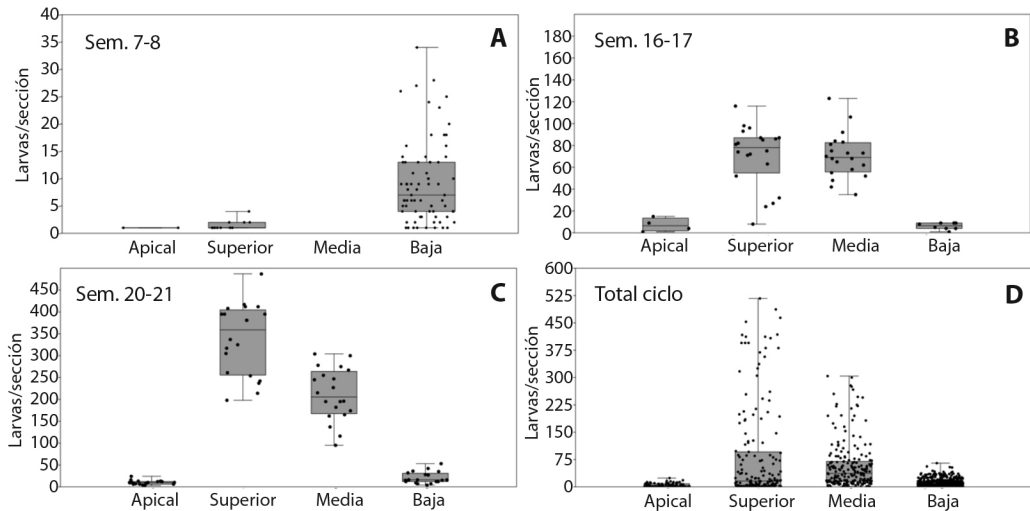 Sem. 7-8
A
Larvas/sección
40
35
30
25
20
15
10
5
0
Apical Superior Media Baja
Sem. 16-17
B
Larvas/sección
180
160
140
120
100
80
60
40
20
0
Apical Superior Media Baja
Sem. 20-21
C
Larvas/sección
450
400
350
300
250
200
150
100
50
0
Apical Superior Media Baja
Total ciclo
D
Larvas/sección
600
525
450
375
300
225
150
75
0
Apical Superior Media Baja